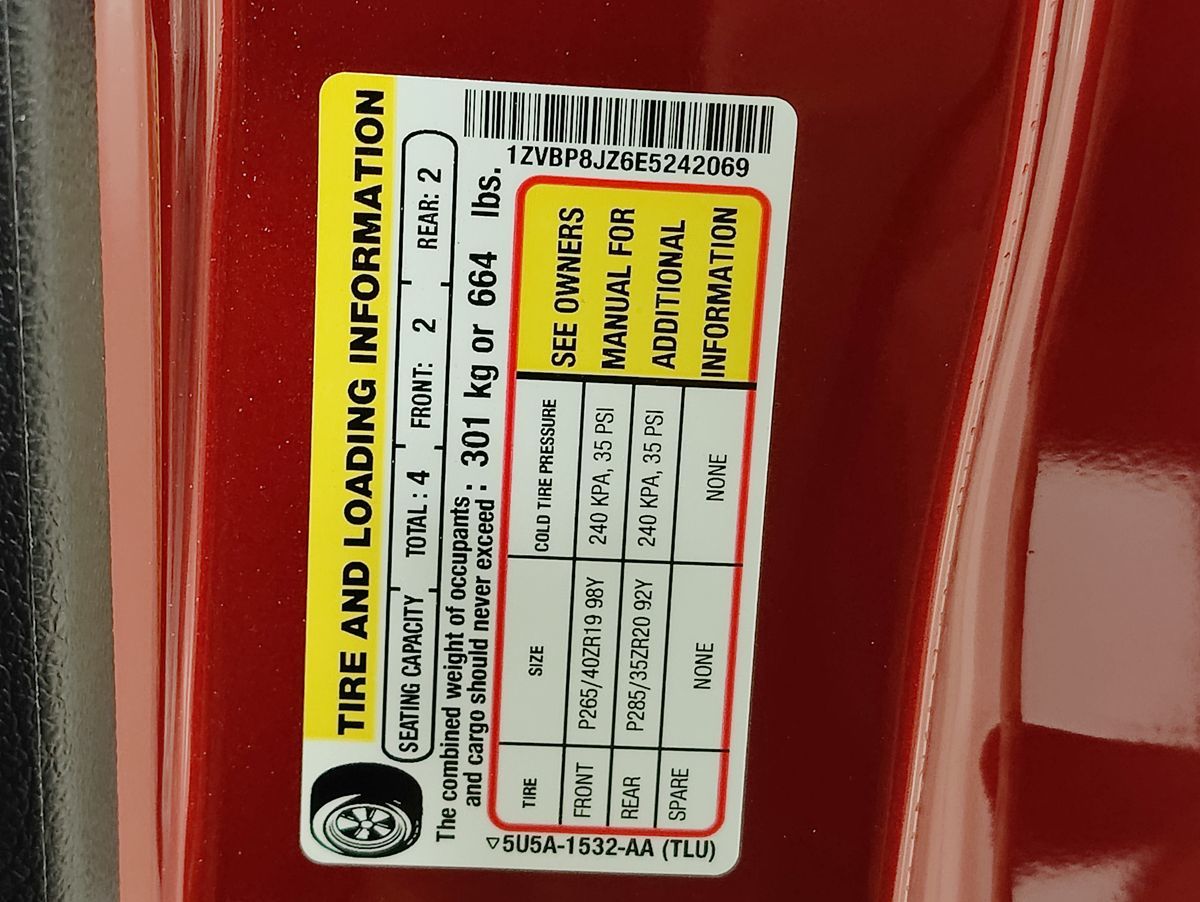 TIRE AND LOADING INFORMATION
SEATING CAPACITY TOTAL : 4 FRONT: 2 REAR: 2
The combined weight of occupants
and cargo should never exceed : 301 kg or 664 lbs.
TIRE SIZE COLD TIRE PRESSURE
FRONT P265/40ZR19 98Y 240 KPA, 35 PSI
REAR P285/35ZR20 92Y 240 KPA, 35 PSI
SPARE NONE NONE
SEE OWNERS
MANUAL FOR
ADDITIONAL
INFORMATION
5U5A-1532-AA (TLU)
1ZVBP8JZ6E5242069